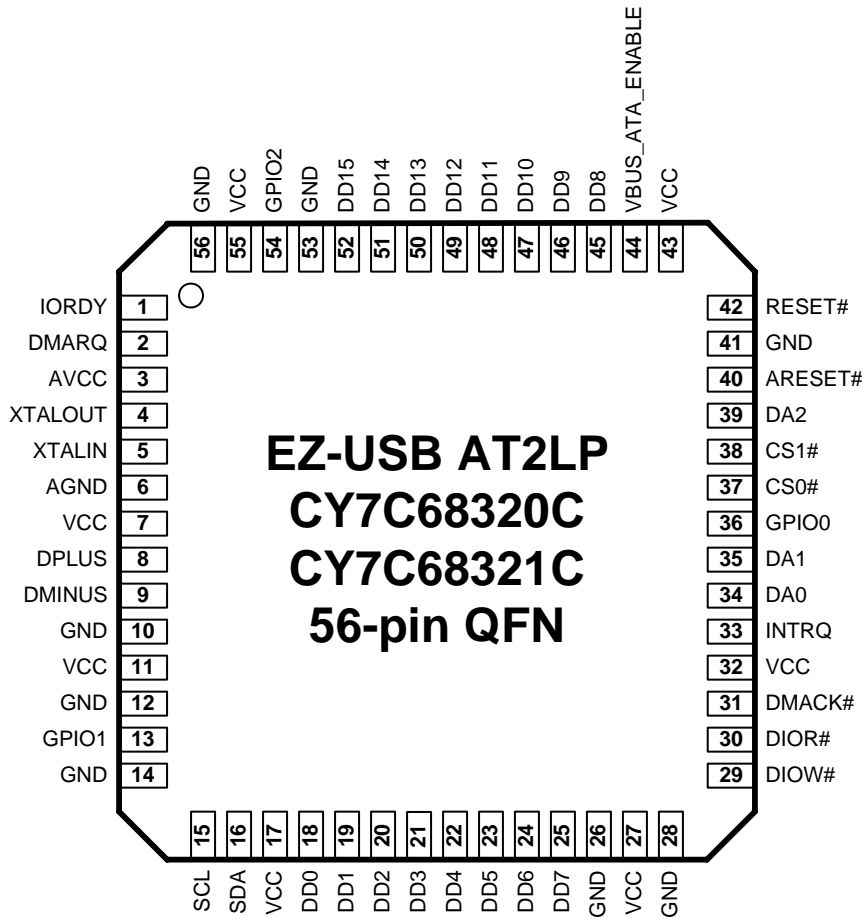 GND VCC GPIO2 GND DD15 DD14 DD13 DD12 DD11 DD10 DD9 DD8 VBUS_ATA_ENABLE VCC
56 55 54 53 52 51 50 49 48 47 46 45 44 43
IORDY 1
DMARQ 2
AVCC 3
XTALOUT 4
XTALIN 5
AGND 6
VCC 7
DPLUS 8
DMINUS 9
GND 10
VCC 11
GND 12
GPIO1 13
GND 14
EZ-USB AT2LP
CY7C68320C
CY7C68321C
56-pin QFN
42 RESET#
41 GND
40 ARESET#
39 DA2
38 CS1#
37 CS0#
36 GPIO0
35 DA1
34 DA0
33 INTRQ
32 VCC
31 DMACK#
30 DIOR#
29 DIOW#
15 16 17 18 19 20 21 22 23 24 25 26 27 28
SCL SDA VCC DD0 DD1 DD2 DD3 DD4 DD5 DD6 DD7 GND VCC GND